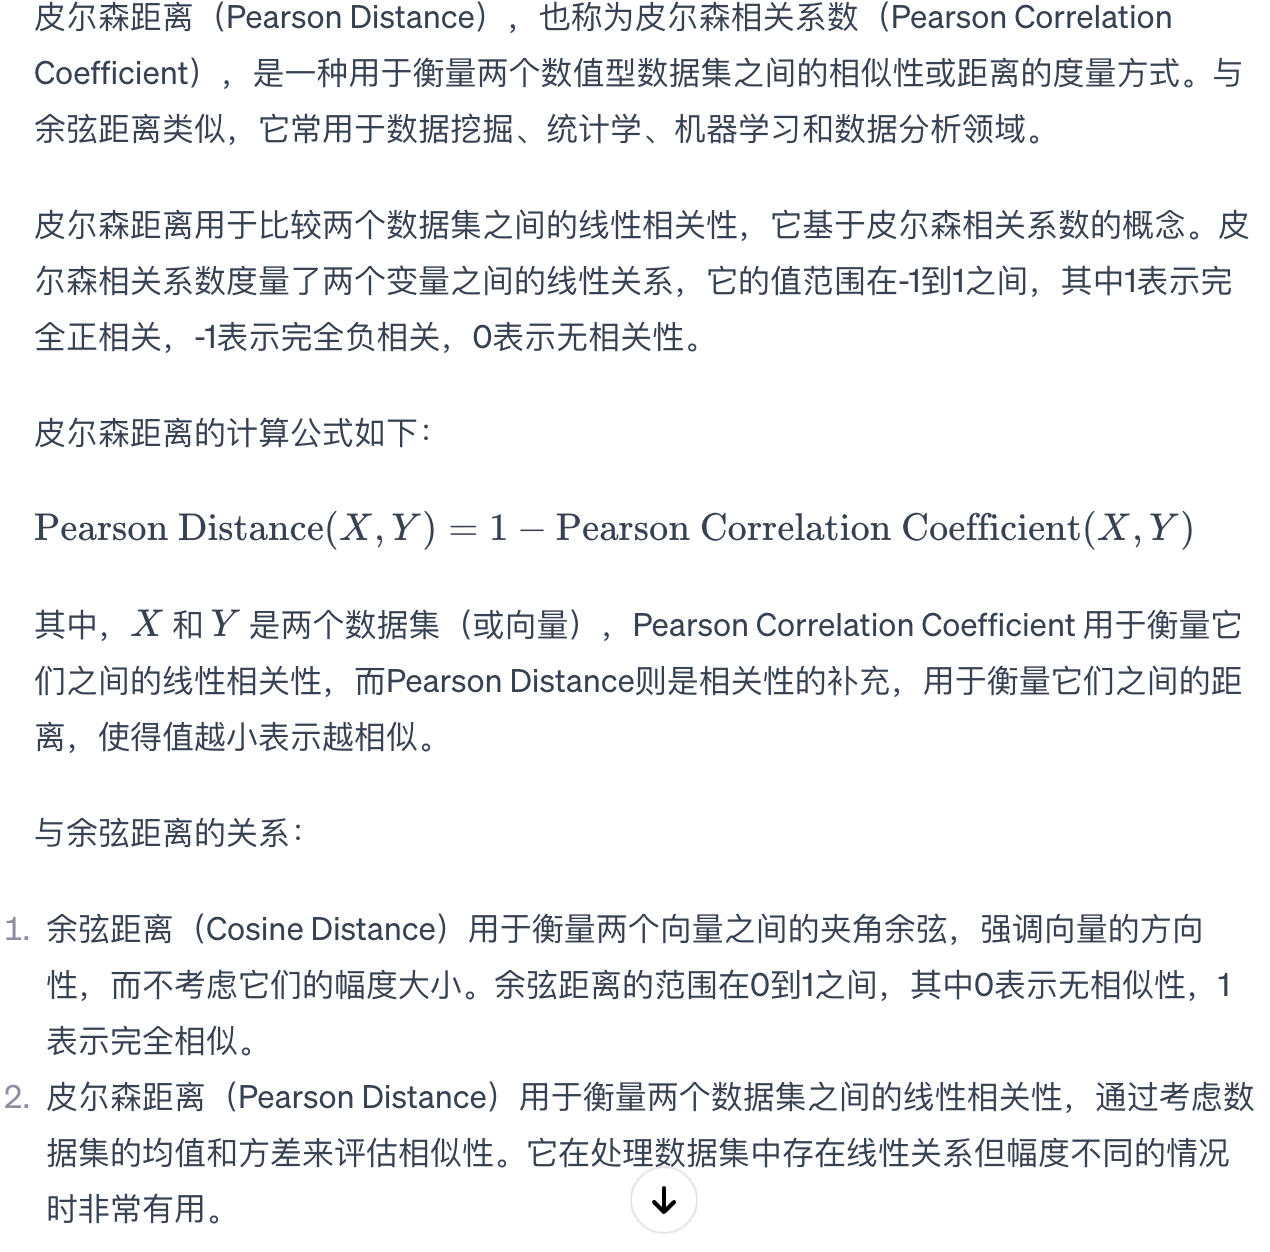 皮尔森距离（Pearson Distance），也称为皮尔森相关系数（Pearson Correlation
Coefficient），是一种用于衡量两个数值型数据集之间的相似性或距离的度量方式。与
余弦距离类似，它常用于数据挖掘、统计学、机器学习和数据分析领域。
皮尔森距离用于比较两个数据集之间的线性相关性，它基于皮尔森相关系数的概念。皮
尔森相关系数度量了两个变量之间的线性关系，它的值范围在-1到1之间，其中1表示完
全正相关，-1表示完全负相关，0表示无相关性。
皮尔森距离的计算公式如下：
Pearson Distance(X, Y) = 1 − Pearson Correlation Coefficient(X, Y)
其中，X 和 Y 是两个数据集（或向量），Pearson Correlation Coefficient 用于衡量它
们之间的线性相关性，而Pearson Distance则是相关性的补充，用于衡量它们之间的距
离，使得值越小表示越相似。
与余弦距离的关系：
1. 余弦距离（Cosine Distance）用于衡量两个向量之间的夹角余弦，强调向量的方向
性，而不考虑它们的幅度大小。余弦距离的范围在0到1之间，其中0表示无相似性，1
表示完全相似。
2. 皮尔森距离（Pearson Distance）用于衡量两个数据集之间的线性相关性，通过考虑数
据集的均值和方差来评估相似性。它在处理数据集中存在线性关系但幅度不同的情况
时非常有用。